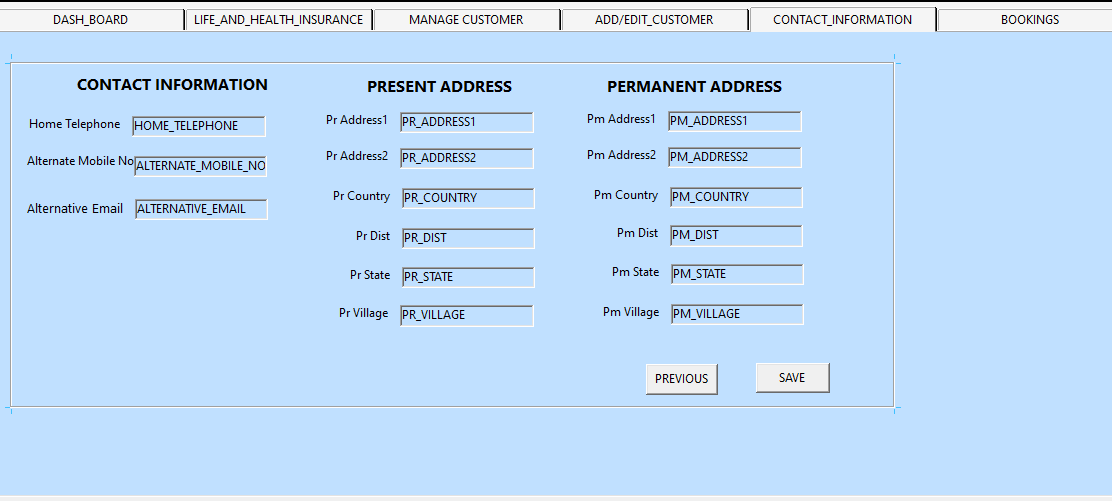 DASH_BOARD
LIFE_AND_HEALTH_INSURANCE
MANAGE CUSTOMER
ADD/EDIT_CUSTOMER
CONTACT_INFORMATION
BOOKINGS
CONTACT INFORMATION
Home Telephone HOME_TELEPHONE
Alternate Mobile No ALTERNATE_MOBILE_NO
Alternative Email ALTERNATIVE_EMAIL
PRESENT ADDRESS
Pr Address1 PR_ADDRESS1
Pr Address2 PR_ADDRESS2
Pr Country PR_COUNTRY
Pr Dist PR_DIST
Pr State PR_STATE
Pr Village PR_VILLAGE
PERMANENT ADDRESS
Pm Address1 PM_ADDRESS1
Pm Address2 PM_ADDRESS2
Pm Country PM_COUNTRY
Pm Dist PM_DIST
Pm State PM_STATE
Pm Village PM_VILLAGE
PREVIOUS
SAVE